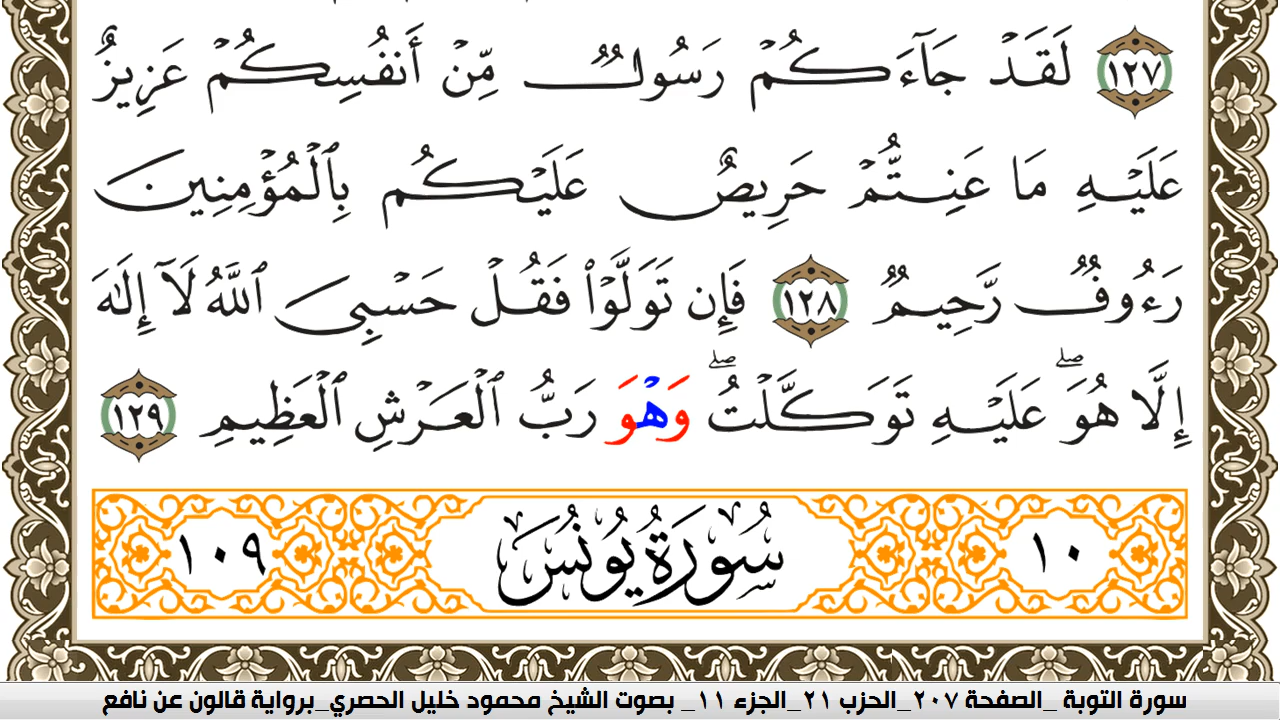 ١٢٧ لَقَدْ جَآءَكُمْ رَسُولٌ مِّنْ أَنفُسِكُمْ عَزِيزٌ
عَلَيْهِ مَا عَنِتُّمْ حَرِيصٌ عَلَيْكُم بِالْمُؤْمِنِينَ
رَءُوفٌ رَّحِيمٌ ١٢٨ فَإِن تَوَلَّوْا۟ فَقُلْ حَسْبِىَ اللَّهُ لَآ إِلَٰهَ
إِلَّا هُوَۖ عَلَيْهِ تَوَكَّلْتُۖ وَهْوَ رَبُّ الْعَرْشِ الْعَظِيمِ ١٢٩
١٠ سُورَةُ يُونُسَ ١٠٩
سورة التوبة _الصفحة ٢٠٧_الحزب ٢١_الجزء ١١_ بصوت الشيخ محمود خليل الحصري_برواية قالون عن نافع